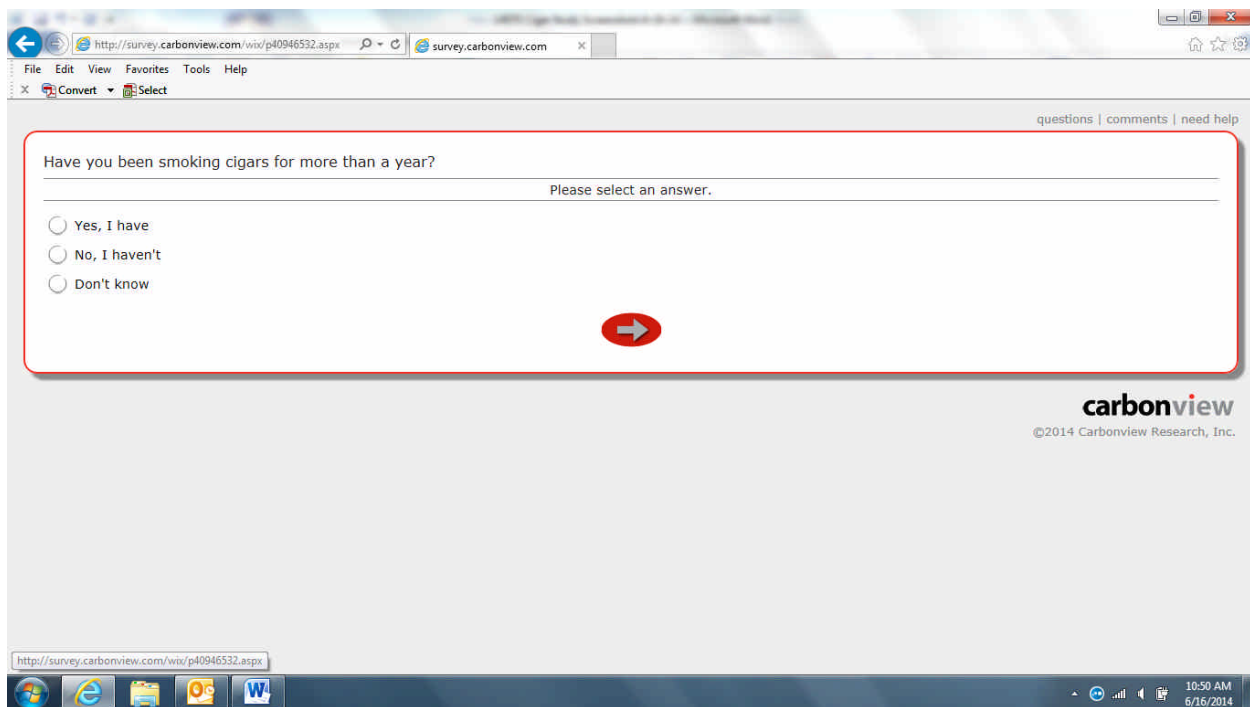 http://survey.carbonview.com/wix/p40946532.aspx
survey.carbonview.com
File Edit View Favorites Tools Help
Convert Select
questions | comments | need help
Have you been smoking cigars for more than a year?
Please select an answer.
Yes, I have
No, I haven't
Don't know
carbonview
©2014 Carbonview Research, Inc.
http://survey.carbonview.com/wix/p40946532.aspx
10:50 AM
6/16/2014